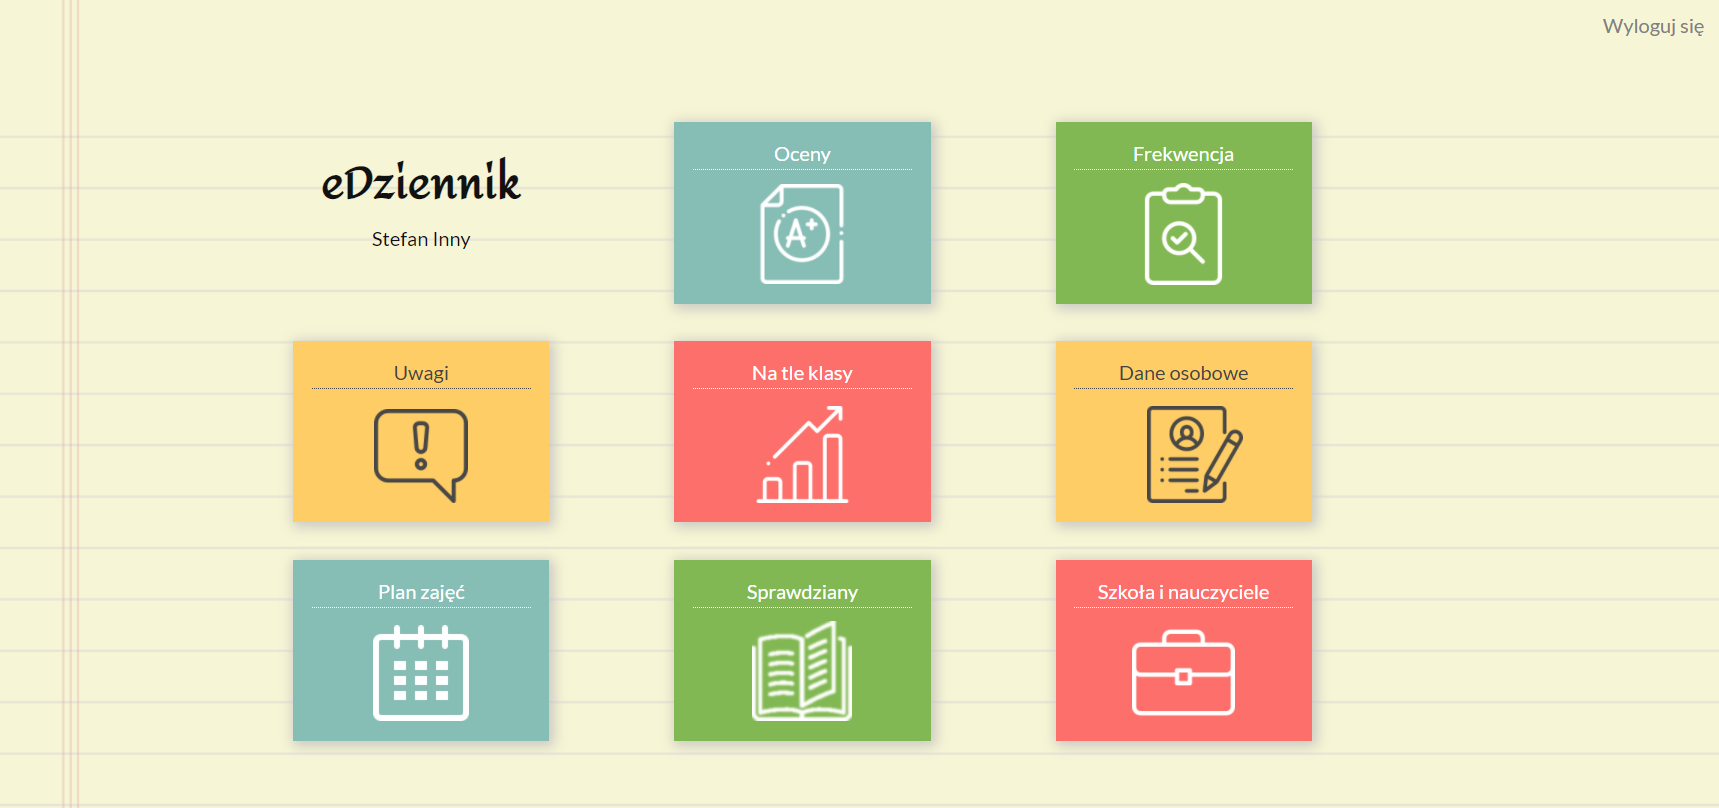 Wyloguj się
eDziennik
Stefan Inny
Oceny
A+
Frekwencja
Uwagi
Na tle klasy
Dane osobowe
Plan zajęć
Sprawdziany
Szkoła i nauczyciele